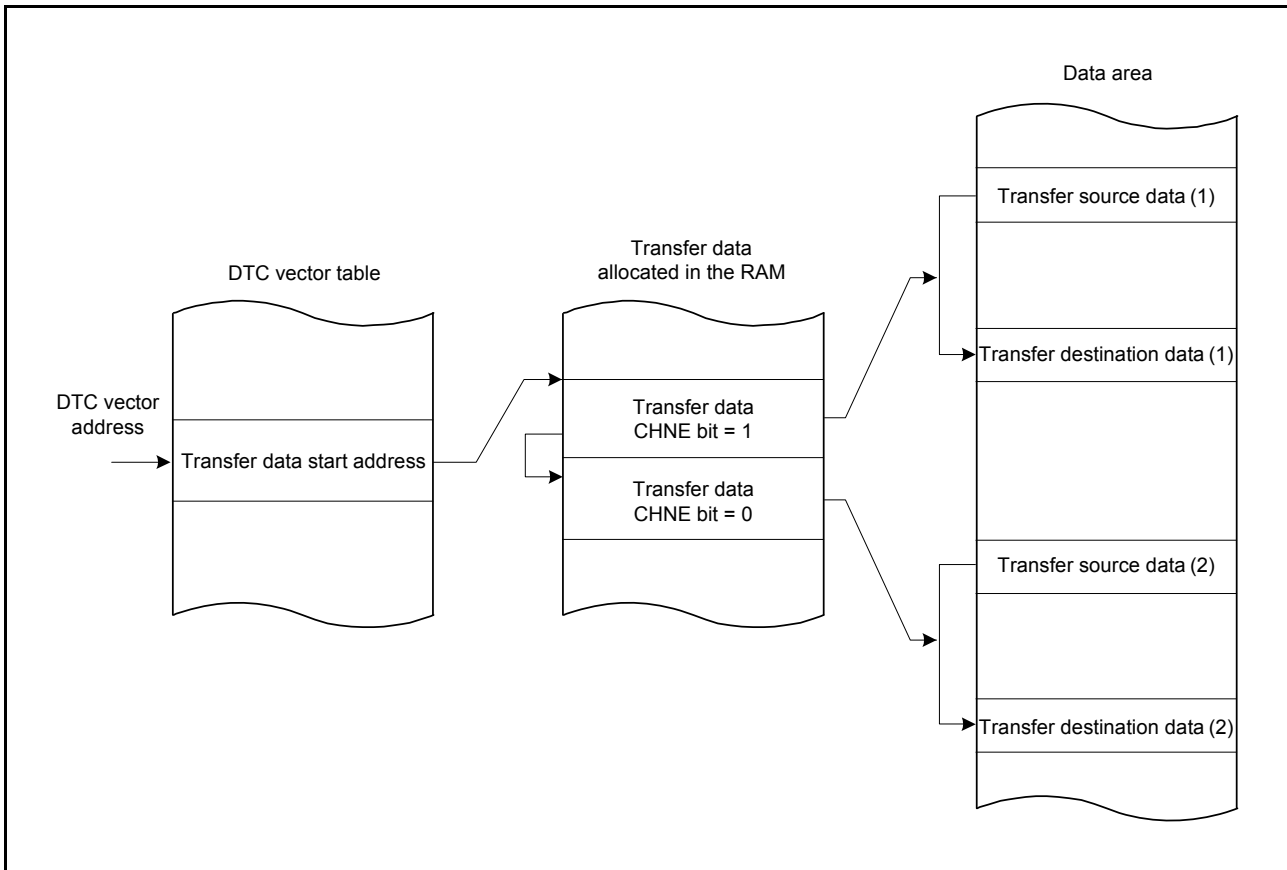 Data area
Transfer source data (1)
Transfer destination data (1)
Transfer source data (2)
Transfer destination data (2)
Transfer data
allocated in the RAM
Transfer data
CHNE bit = 1
Transfer data
CHNE bit = 0
DTC vector table
DTC vector
address
Transfer data start address